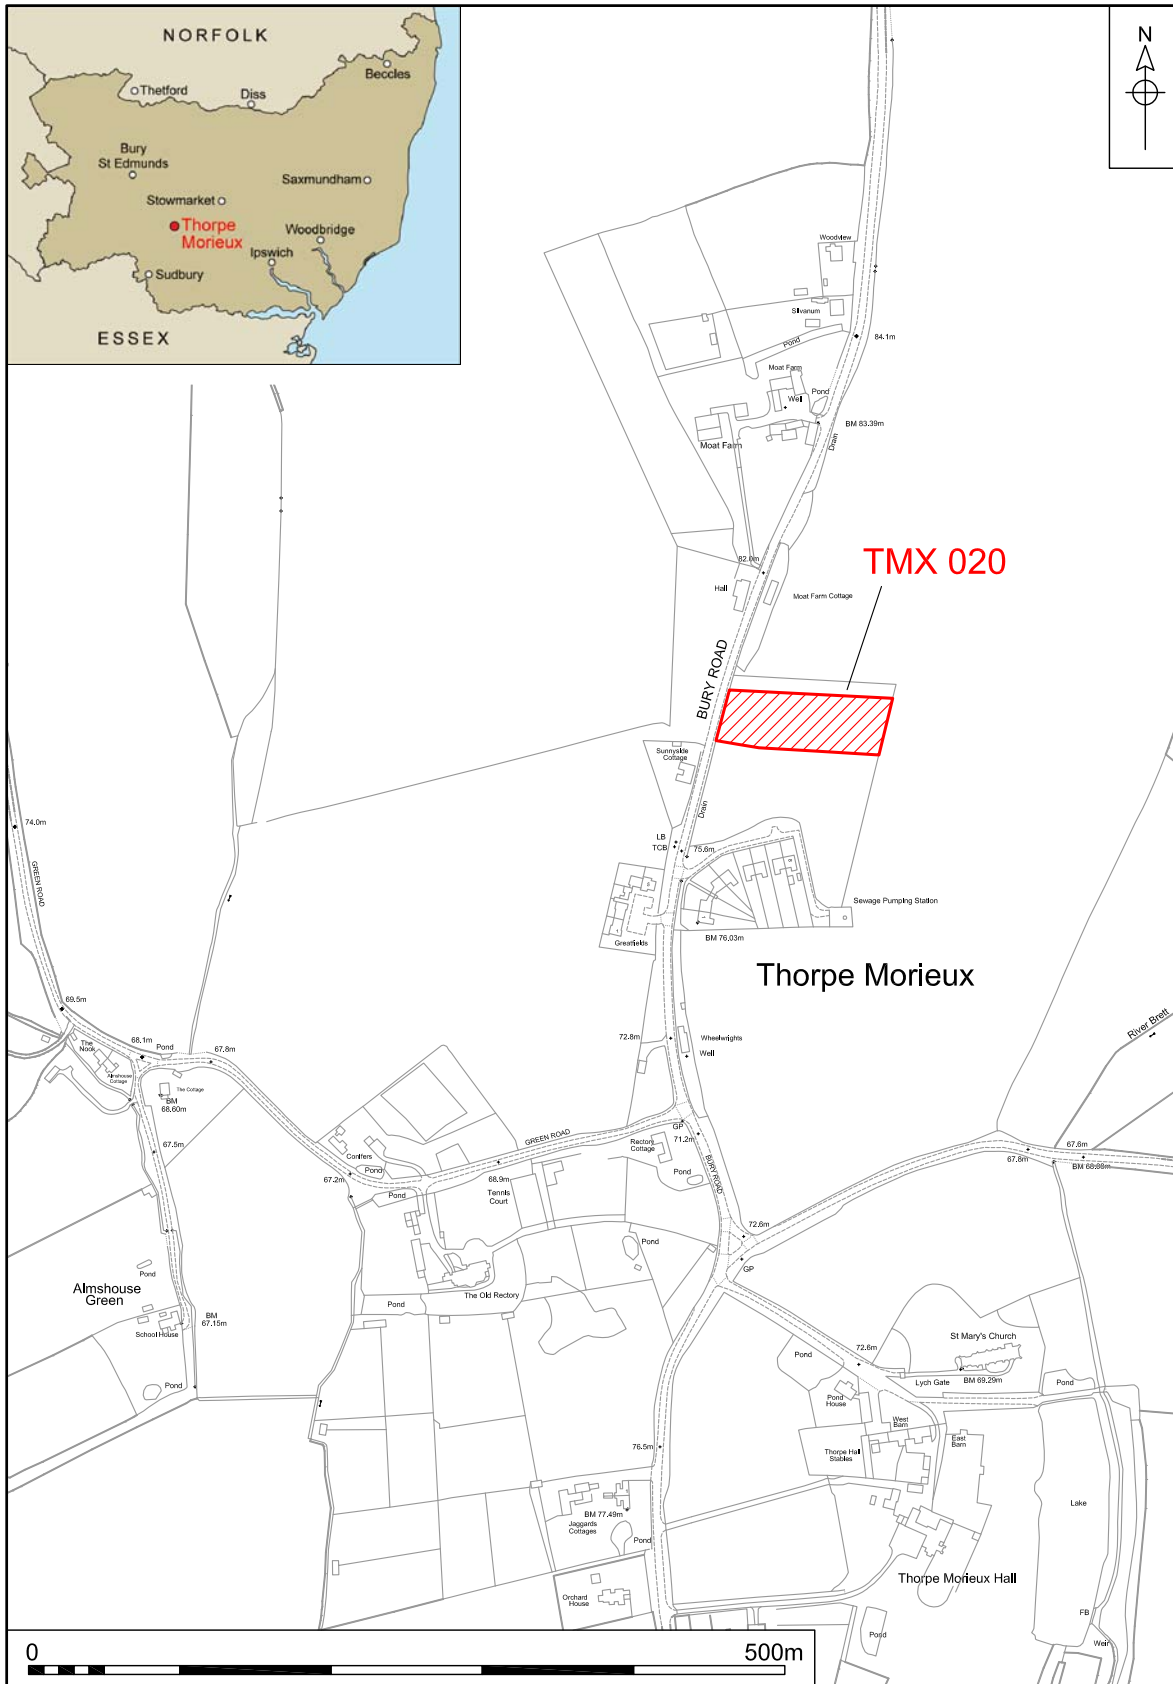 NORFOLK
Beccles
Thetford
Diss
Bury
St Edmunds
Saxmundham
Stowmarket
Thorpe
Morieux
Woodbridge
Ipswich
Sudbury
ESSEX
N
Woodview
Silvanum
84.1m
Pond
Moat Farm
Pond
Well
BM 83.39m
Moat Farm
Drain
TMX 020
82.0m
Hall
Moat Farm Cottage
BURY ROAD
Sunnyside
Cottage
Drain
74.0m
LB
TCB
75.6m
GREEN ROAD
Sewage Pumping Station
Greatfields
BM 76.03m
Thorpe Morieux
69.5m
River Brett
72.8m
Wheelwrights
Well
The
Nook
68.1m
Pond
67.8m
Almshouse
Cottage
The Cottage
BM
68.60m
GP
71.2m
GREEN ROAD
Rectory
Cottage
67.5m
Conifers
Pond
67.2m
68.9m
Pond
Tennis
Court
Pond
BURY ROAD
67.6m
67.8m
BM 68.88m
72.6m
Pond
GP
Pond
Almshouse
Green
The Old Rectory
Pond
BM
67.15m
School House
St Mary's Church
72.6m
Pond
Lych Gate
BM 69.29m
Pond
Pond
Pond
House
West
Barn
East
Barn
Thorpe Hall
Stables
76.5m
Lake
BM 77.49m
Jaggards
Cottages
Pond
Thorpe Morieux Hall
Orchard
House
FB
Pond
Weir
0
500m